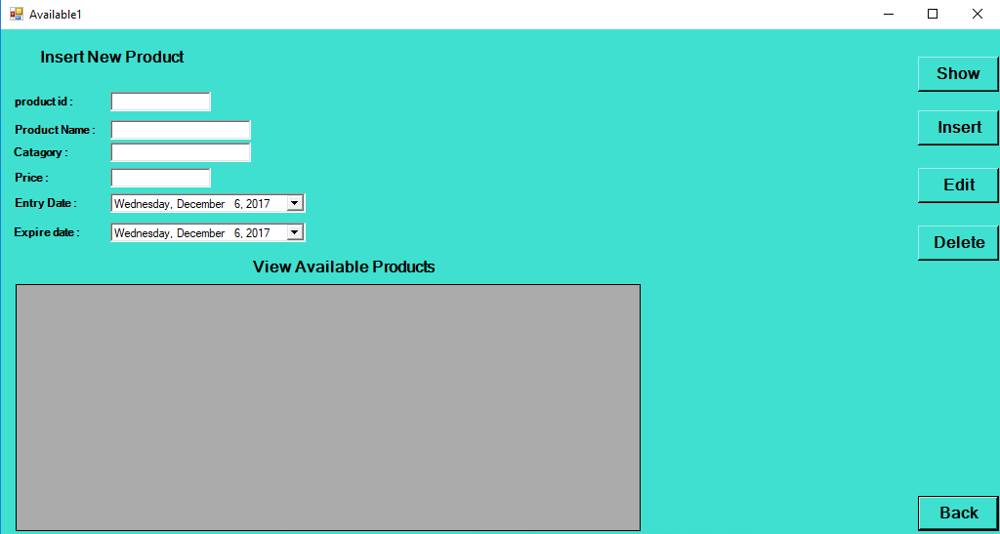 Available1
Insert New Product
Show
product id :
Insert
Product Name :
Catagory :
Price :
Edit
Entry Date :
Wednesday, December 6, 2017
Expire date :
Wednesday, December 6, 2017
Delete
View Available Products
Back